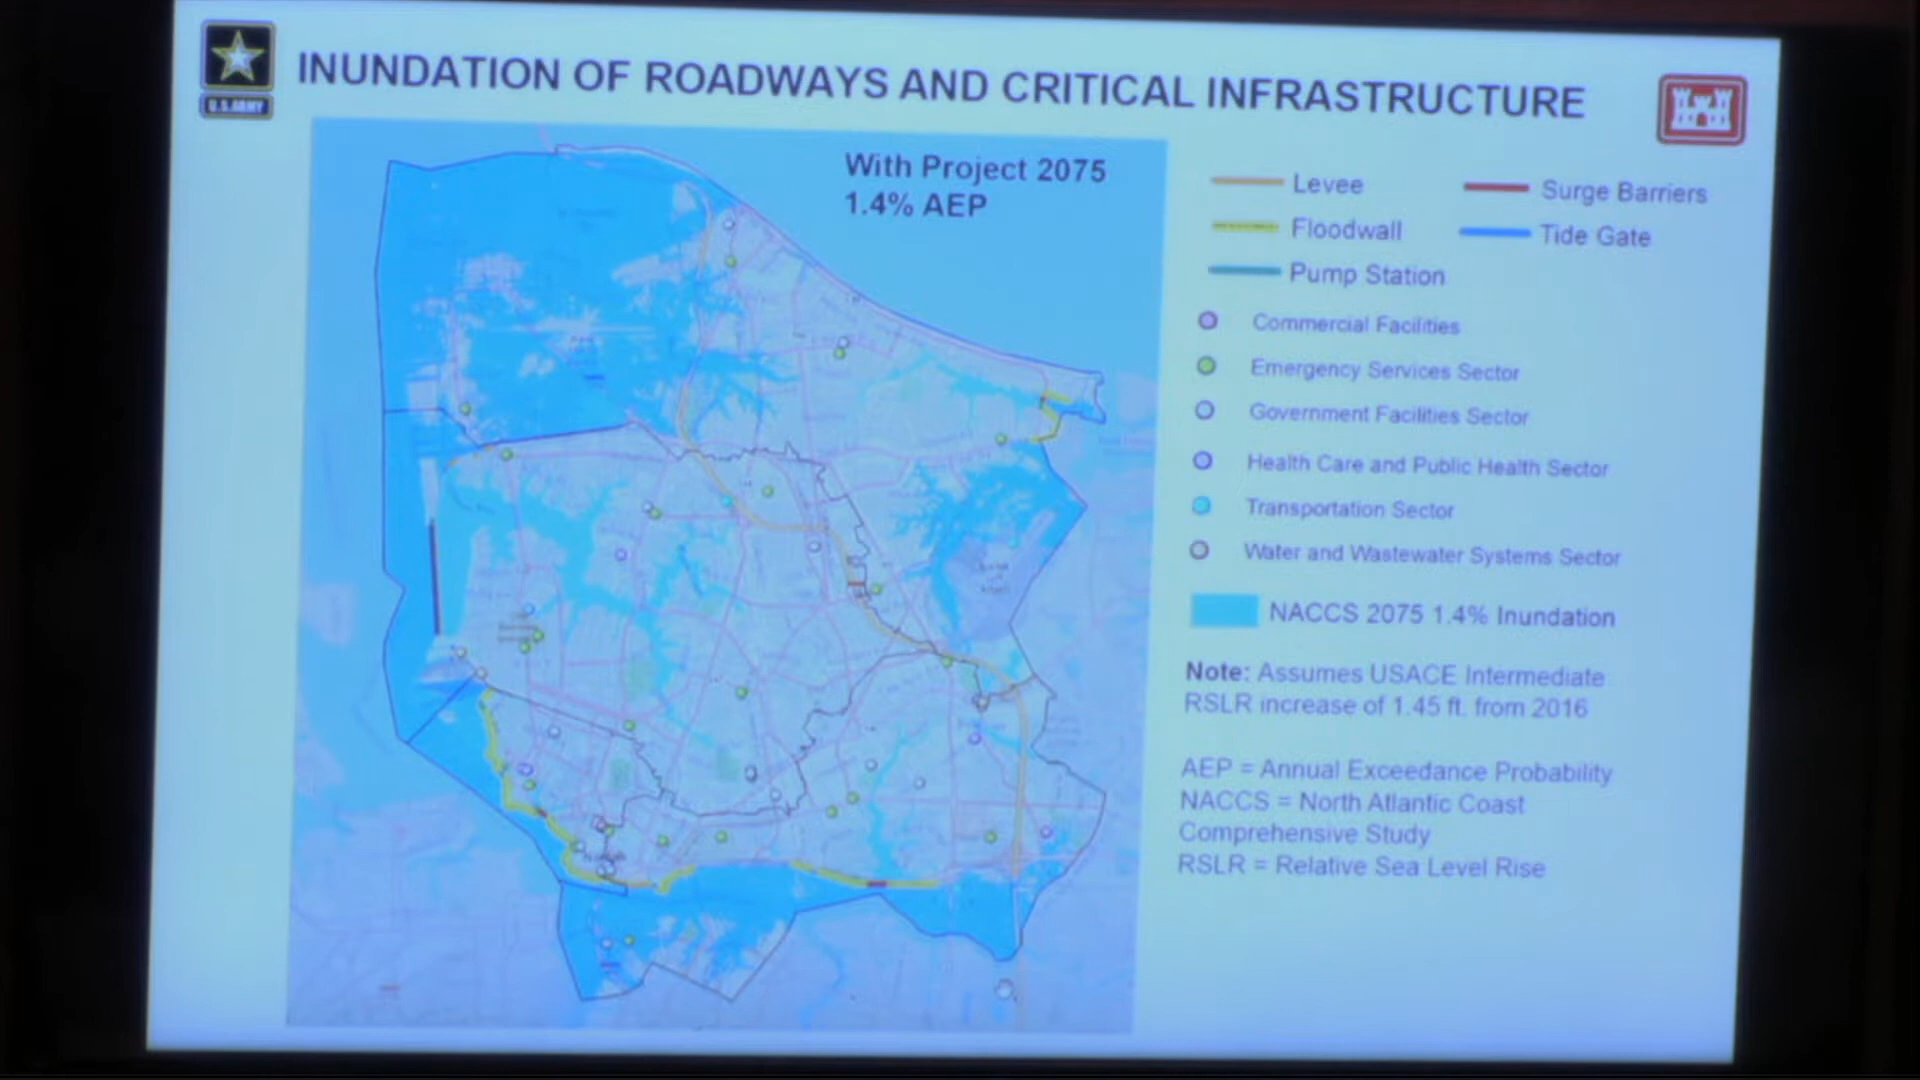 U.S. ARMY
INUNDATION OF ROADWAYS AND CRITICAL INFRASTRUCTURE
With Project 2075
1.4% AEP
Levee
Surge Barriers
Floodwall
Tide Gate
Pump Station
Commercial Facilities
Emergency Services Sector
Government Facilities Sector
Health Care and Public Health Sector
Transportation Sector
Water and Wastewater Systems Sector
NACCS 2075 1.4% Inundation
Note: Assumes USACE Intermediate
RSLR increase of 1.45 ft. from 2016
AEP = Annual Exceedance Probability
NACCS = North Atlantic Coast
Comprehensive Study
RSLR = Relative Sea Level Rise